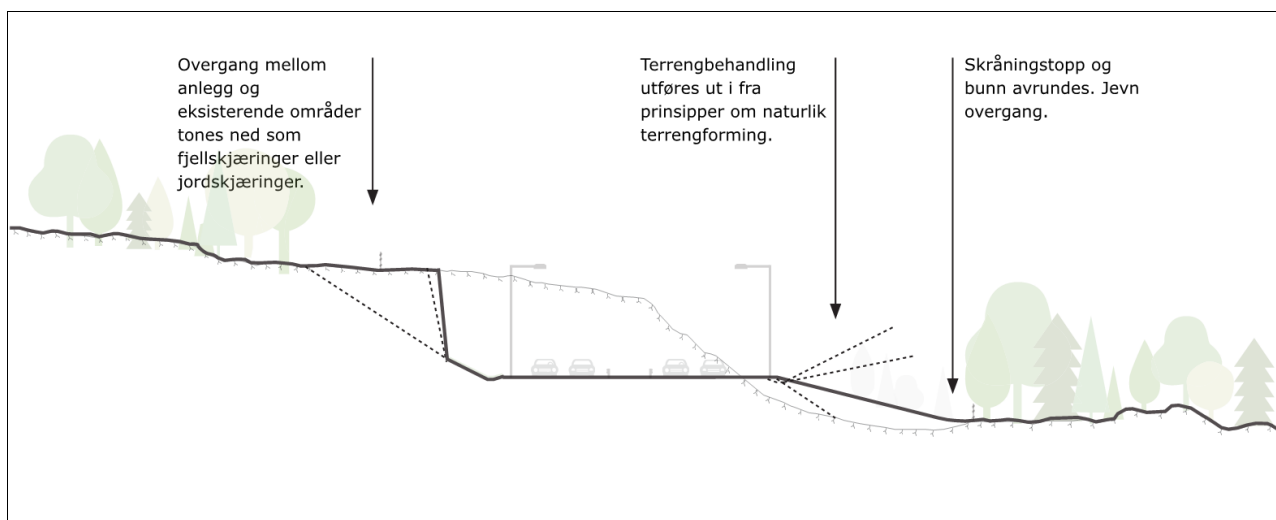 Overgang mellom
anlegg og
eksisterende områder
tones ned som
fjellskjæringer eller
jordskjæringer.
Terrengbehandling
utføres ut i fra
prinsipper om naturlik
terrengforming.
Skråningstopp og
bunn avrundes. Jevn
overgang.